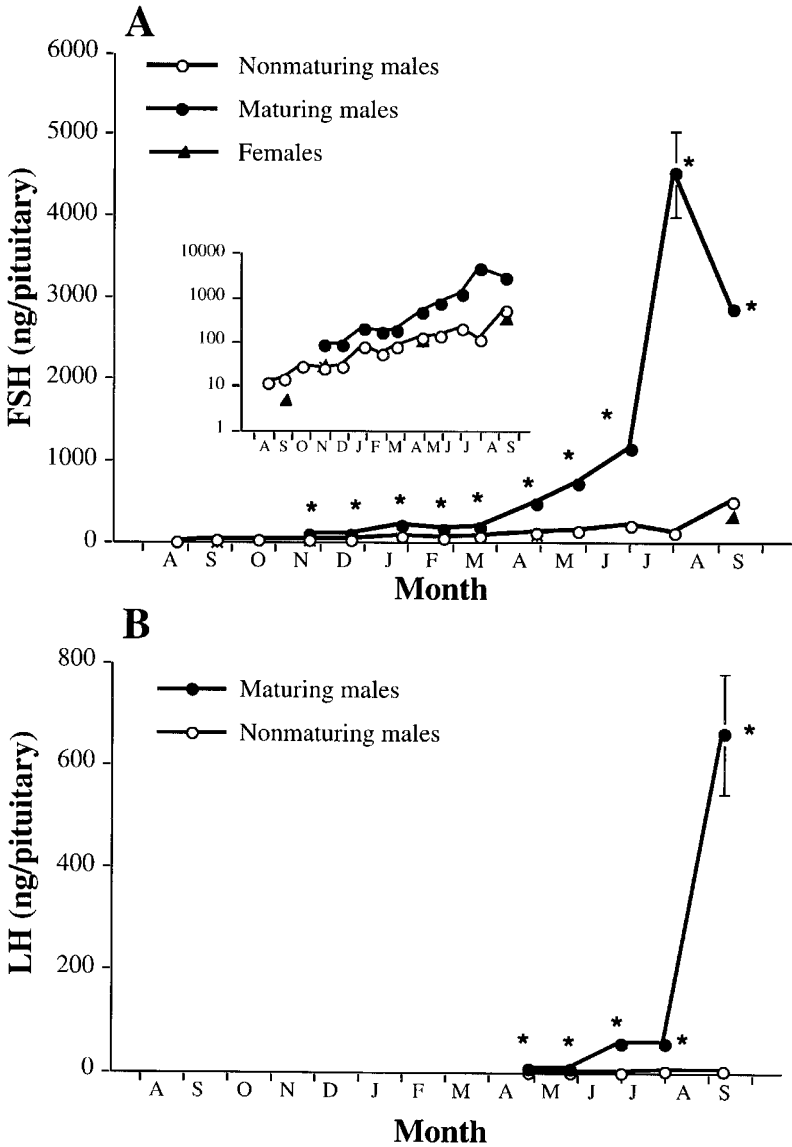 A
6000
5000
4000
3000
2000
1000
0
FSH (ng/pituitary)
Nonmaturing males
Maturing males
Females
10000
1000
100
10
1
A S O N D J F M A M J J A S
* * * * * * * * * *
A S O N D J F M A M J J A S
Month
B
800
600
400
200
0
LH (ng/pituitary)
Maturing males
Nonmaturing males
* * * * *
A S O N D J F M A M J J A S
Month